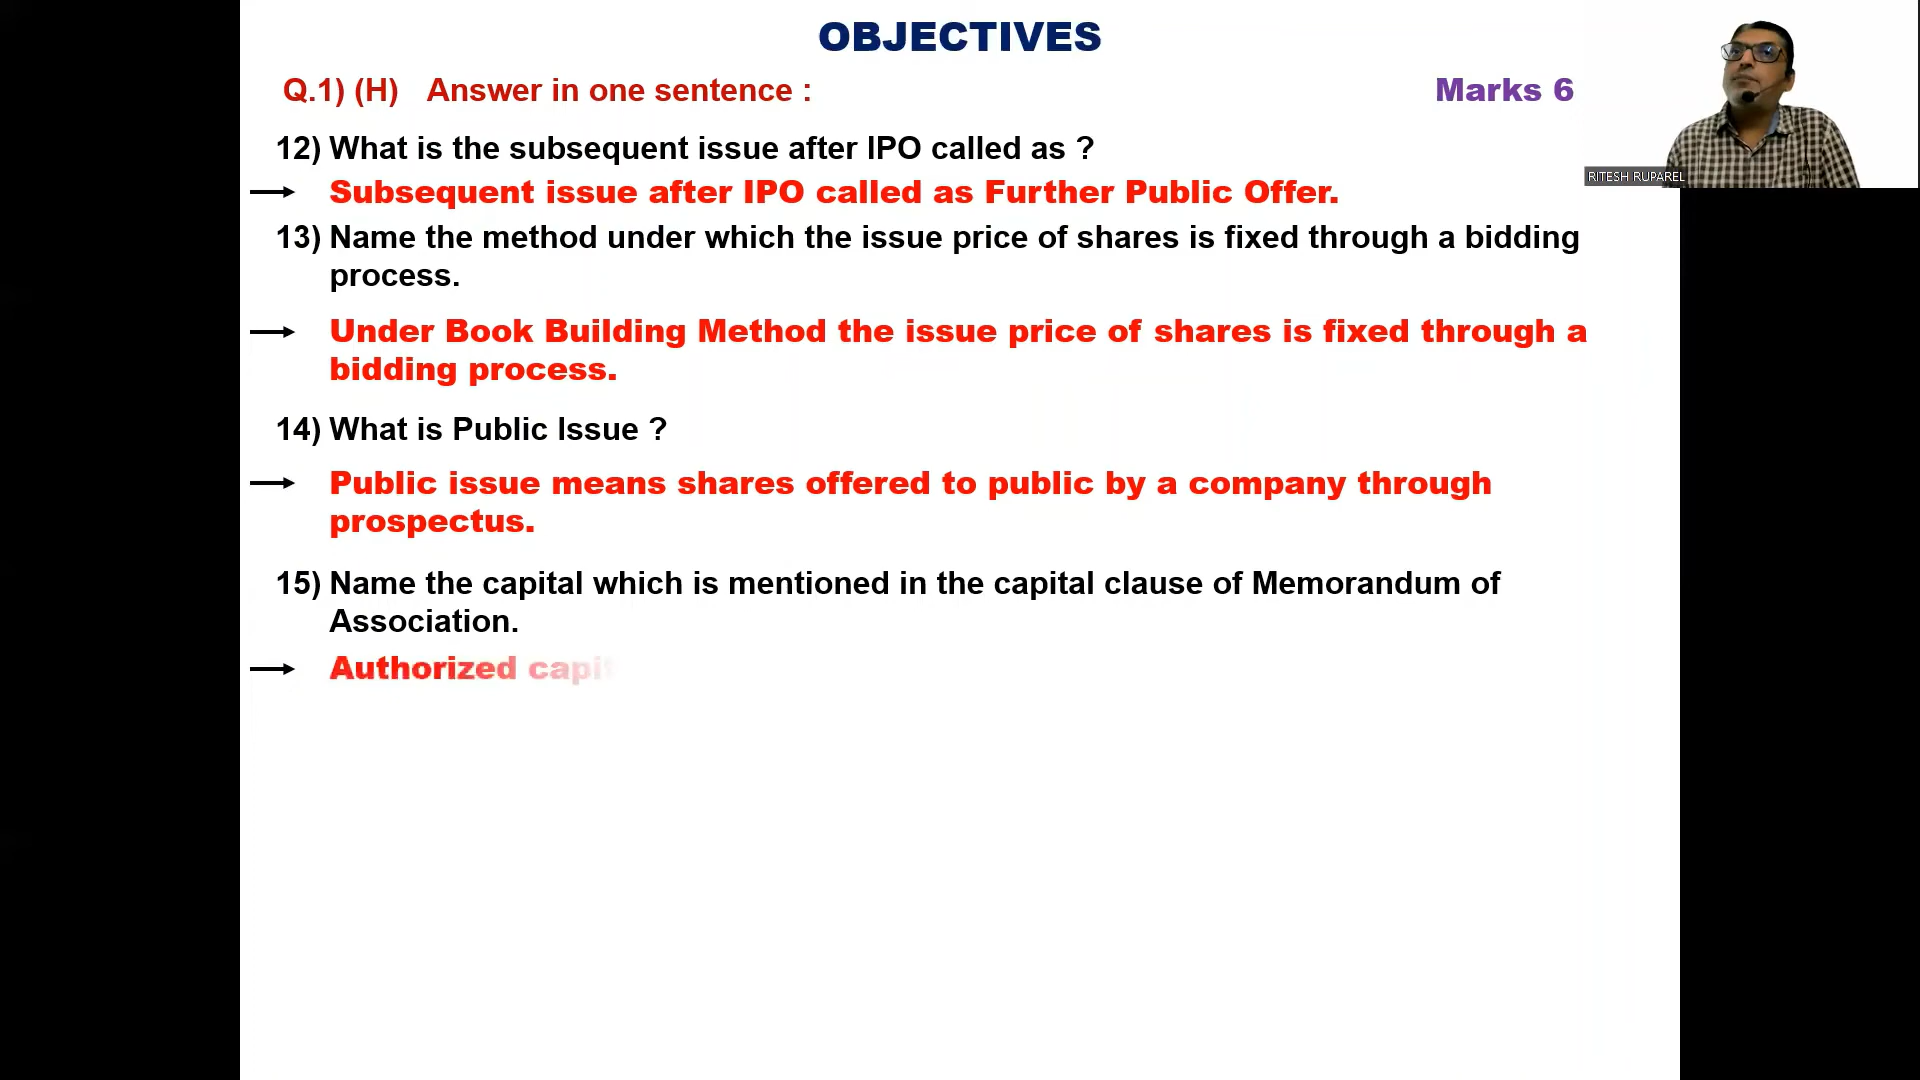 OBJECTIVES
Q.1) (H) Answer in one sentence :
Marks 6
12) What is the subsequent issue after IPO called as ?
Subsequent issue after IPO called as Further Public Offer.
13) Name the method under which the issue price of shares is fixed through a bidding
process.
Under Book Building Method the issue price of shares is fixed through a
bidding process.
14) What is Public Issue ?
Public issue means shares offered to public by a company through
prospectus.
15) Name the capital which is mentioned in the capital clause of Memorandum of
Association.
Authorized capi
RITESH RUPAREL